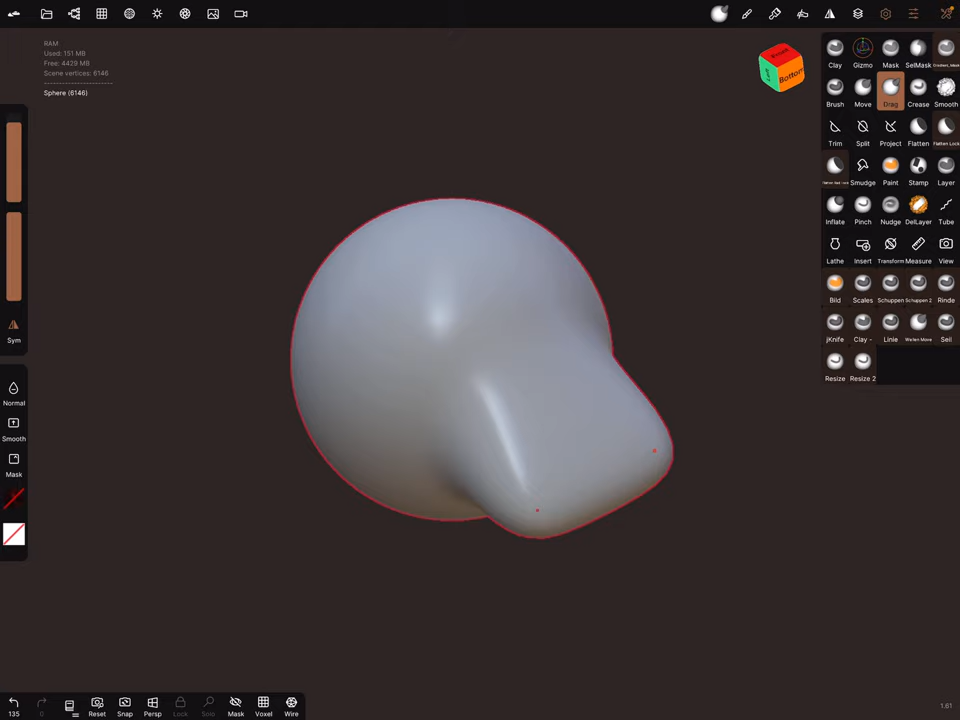 RAM
Used: 151 MB
Free: 4429 MB
Scene vertices: 6146
Sphere (6146)
Front
Left
Bottom
Clay
Gizmo
Mask
SelMask
Brush
Move
Drag
Crease
Smooth
Trim
Split
Project
Flatten
Flatten Lock
Smudge
Paint
Stamp
Layer
Inflate
Pinch
Nudge
DelLayer
Tube
Lathe
Insert
Transform
Measure
View
Bild
Scales
Schuppen
Schuppen 2
Rinde
jKnife
Clay -
Linie
Wellen Move
Seil
Resize
Resize 2
Sym
Normal
Smooth
Mask
135
0
Reset
Snap
Persp
Lock
Solo
Mask
Voxel
Wire
1.61